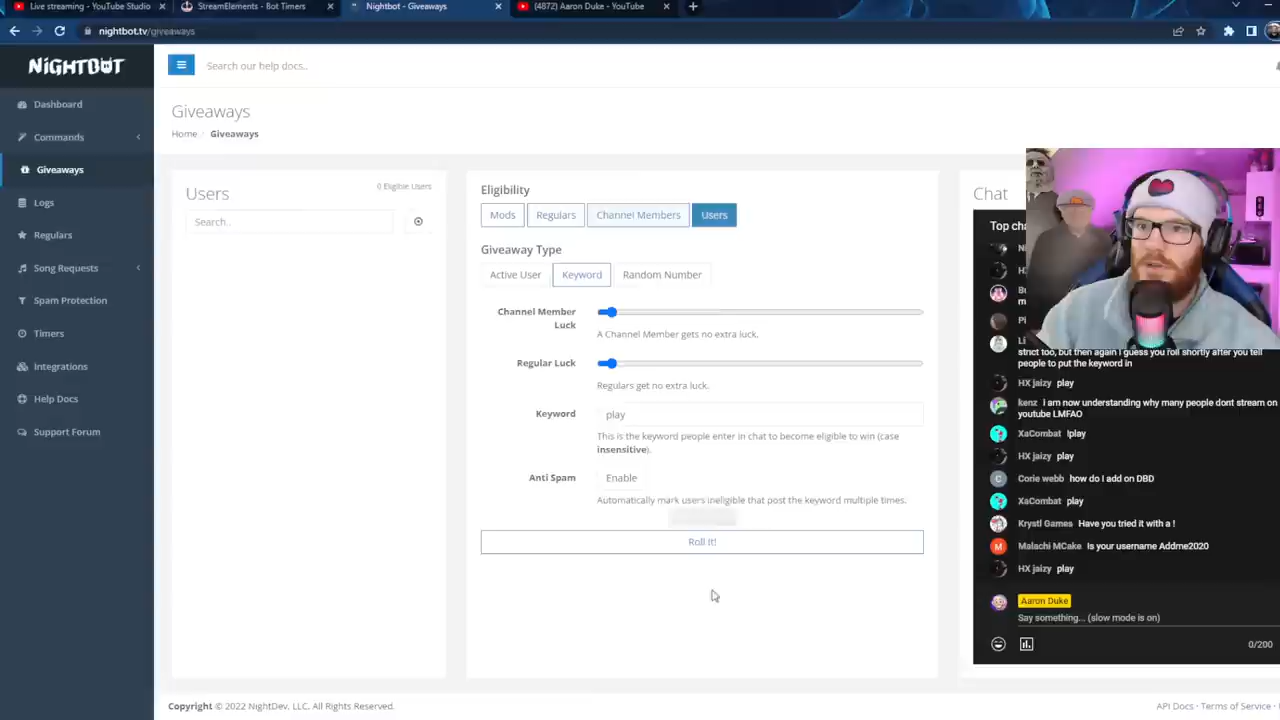 Live streaming - YouTube Studio
StreamElements - Bot Timers
Nightbot - Giveaways
(4872) Aaron Duke - YouTube
nightbot.tv/giveaways
NIGHTBOT
Search our help docs..
Dashboard
Commands
Giveaways
Logs
Regulars
Song Requests
Spam Protection
Timers
Integrations
Help Docs
Support Forum
Giveaways
Home / Giveaways
Users
0 Eligible Users
Search..
Eligibility
Mods
Regulars
Channel Members
Users
Giveaway Type
Active User
Keyword
Random Number
Channel Member
Luck
A Channel Member gets no extra luck.
Regular Luck
Regulars get no extra luck.
Keyword
play
This is the keyword people enter in chat to become eligible to win (case
insensitive).
Anti Spam
Enable
Automatically mark users ineligible that post the keyword multiple times.
Roll It!
Chat
Top cha
strict too, but then again i guess you roll shortly after you tell
people to put the keyword in
HX jaizy play
kenz i am now understanding why many people dont stream on
youtube LMFAO
XaCombat !play
HX jaizy play
Corie webb how do I add on DBD
XaCombat play
Krystl Games Have you tried it with a !
Malachi MCake Is your username Addme2020
HX jaizy play
Aaron Duke
Say something... (slow mode is on)
0/200
Copyright © 2022 NightDev, LLC. All Rights Reserved.
API Docs · Terms of Service ·